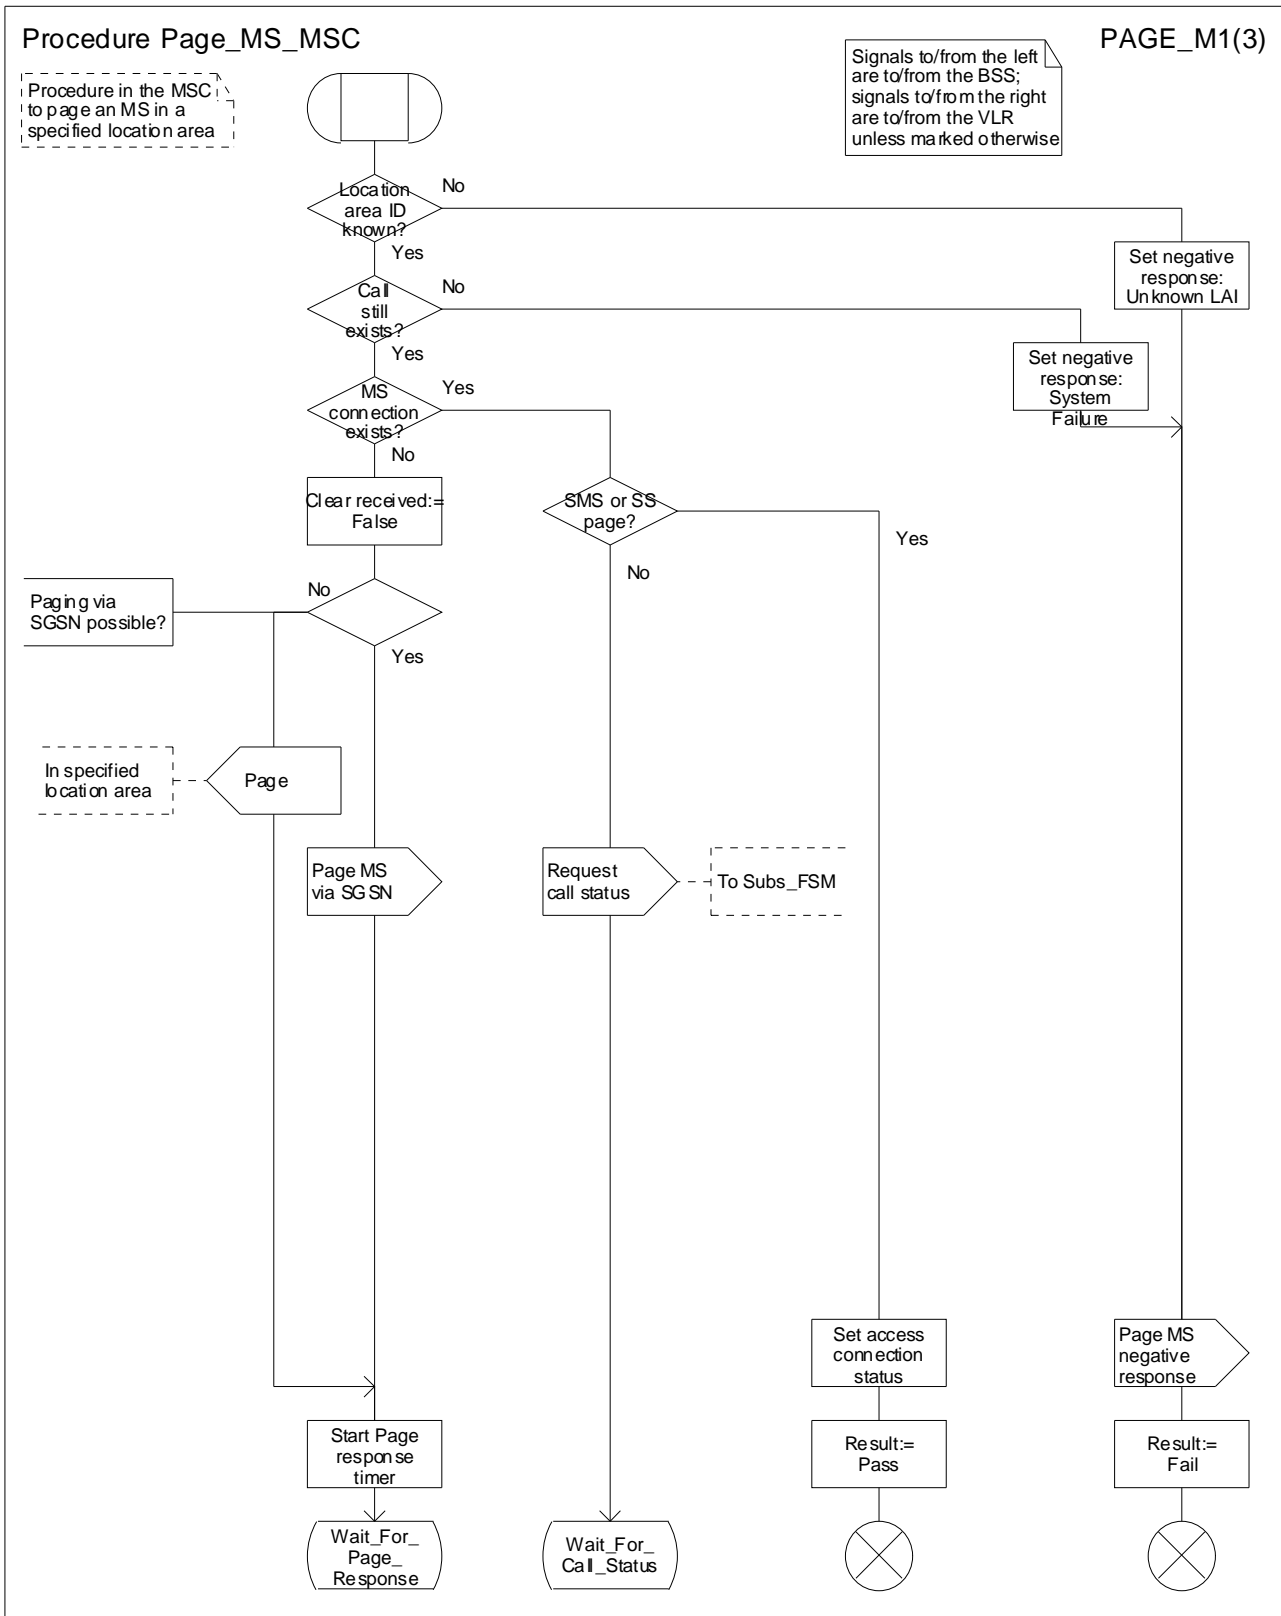 Procedure Page_MS_MSC
PAGE_M1(3)
Procedure in the MSC
to page an MS in a
specified location area
Signals to/from the left
are to/from the BSS;
signals to/from the right
are to/from the VLR
unless marked otherwise
Location
area ID
known?
No
Yes
Set negative
response:
Unknown LAI
Call
still
exists?
No
Yes
Set negative
response:
System
Failure
MS
connection
exists?
Yes
No
Clear received:=
False
SMS or SS
page?
Yes
No
Paging via
SGSN possible?
No
Yes
In specified
location area
Page
Page MS
via SGSN
Request
call status
To Subs_FSM
Set access
connection
status
Page MS
negative
response
Start Page
response
timer
Result:=
Pass
Result:=
Fail
Wait_For_
Page_
Response
Wait_For_
Call_Status